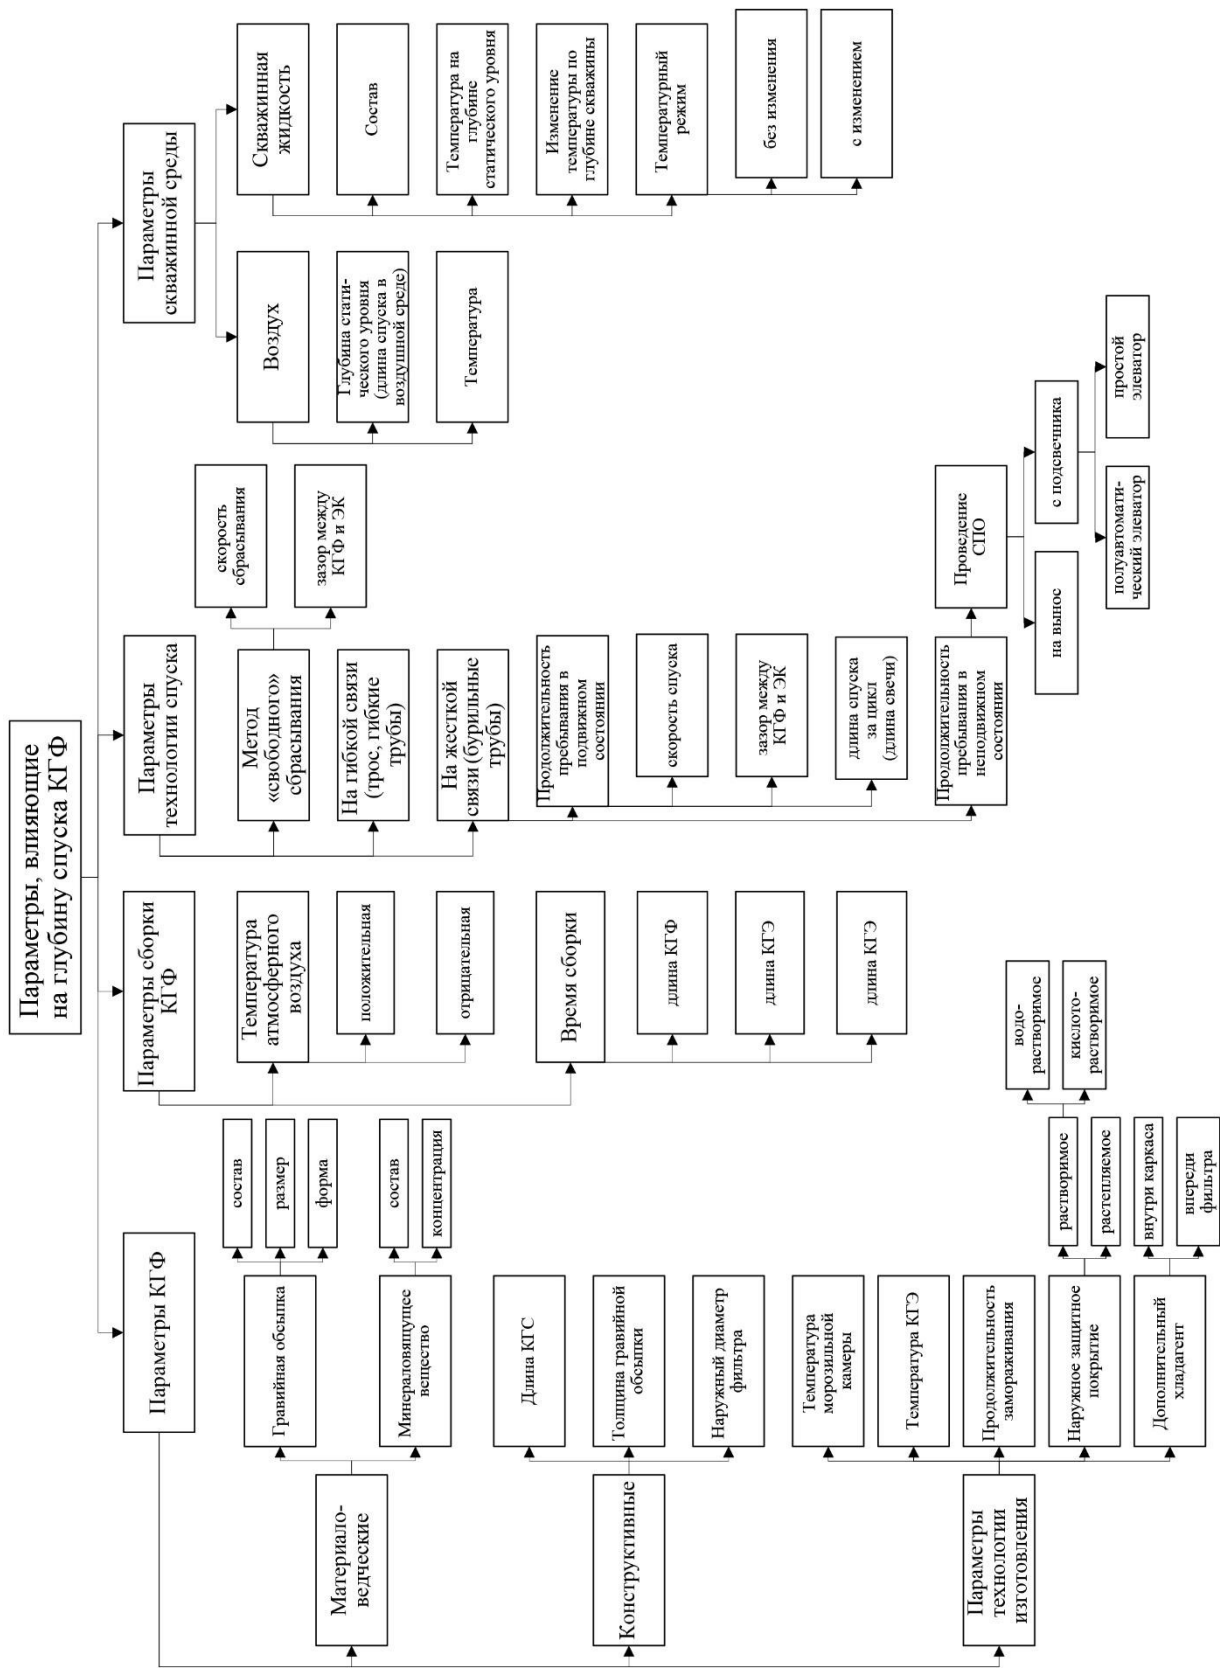 Параметры, влияющие
на глубину спуска КГФ
Параметры КГФ
Материало-
ведческие
Гравийная обсыпка
состав
размер
форма
Минераловяпущее
вещество
состав
концентрация
Конструктивные
Длина КГС
Толщина гравийной
обсыпки
Наружный диаметр
фильтра
Параметры
технологии
изготовления
Температура
морозильной
камеры
Температура КГЭ
Продолжительность
замораживания
Наружное защитное
покрытие
растворимое
водо-
растворимое
кислото-
растворимое
растепляемое
Дополнительный
хладагент
внутри каркаса
впереди
фильтра
Параметры сборки
КГФ
Температура
атмосферного
воздуха
положительная
отрицательная
Время сборки
длина КГФ
длина КГЭ
длина КГЭ
Параметры
технологии спуска
Метод
«свободного»
сбрасывания
скорость
сбрасывания
зазор между
КГФ и ЭК
На гибкой связи
(трос, гибкие
трубы)
На жесткой
связи (бурильные
трубы)
Продолжительность
пребывания в
подвижном
состоянии
скорость спуска
зазор между
КГФ и ЭК
длина спуска
за цикл
(длина свечи)
Продолжительность
пребывания в
неподвижном
состоянии
Проведение
СПО
на вынос
с подсвечника
полуавтомати-
ческий элеватор
простой
элеватор
Параметры
скважинной среды
Воздух
Глубина стати-
ческого уровня
(длина спуска в
воздушной среде)
Температура
Скважинная
жидкость
Состав
Температура на
глубине
статического уровня
Изменение
температуры по
глубине скважины
Температурный
режим
без изменения
с изменением